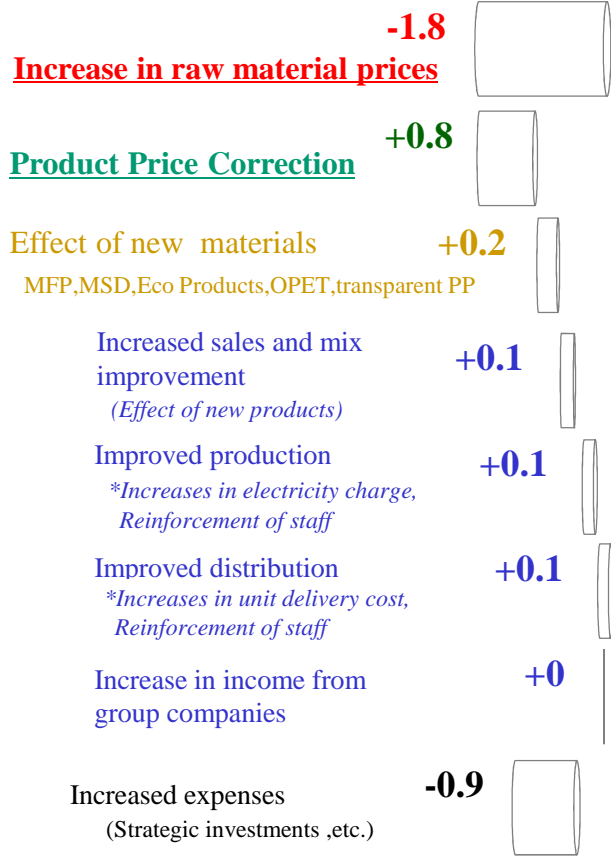 -1.8
Increase in raw material prices
+0.8
Product Price Correction
Effect of new materials
+0.2
MFP,MSD,Eco Products,OPET,transparent PP
Increased sales and mix
improvement
+0.1
(Effect of new products)
Improved production
+0.1
*Increases in electricity charge,
Reinforcement of staff
Improved distribution
+0.1
*Increases in unit delivery cost,
Reinforcement of staff
Increase in income from
group companies
+0
Increased expenses
-0.9
(Strategic investments ,etc.)